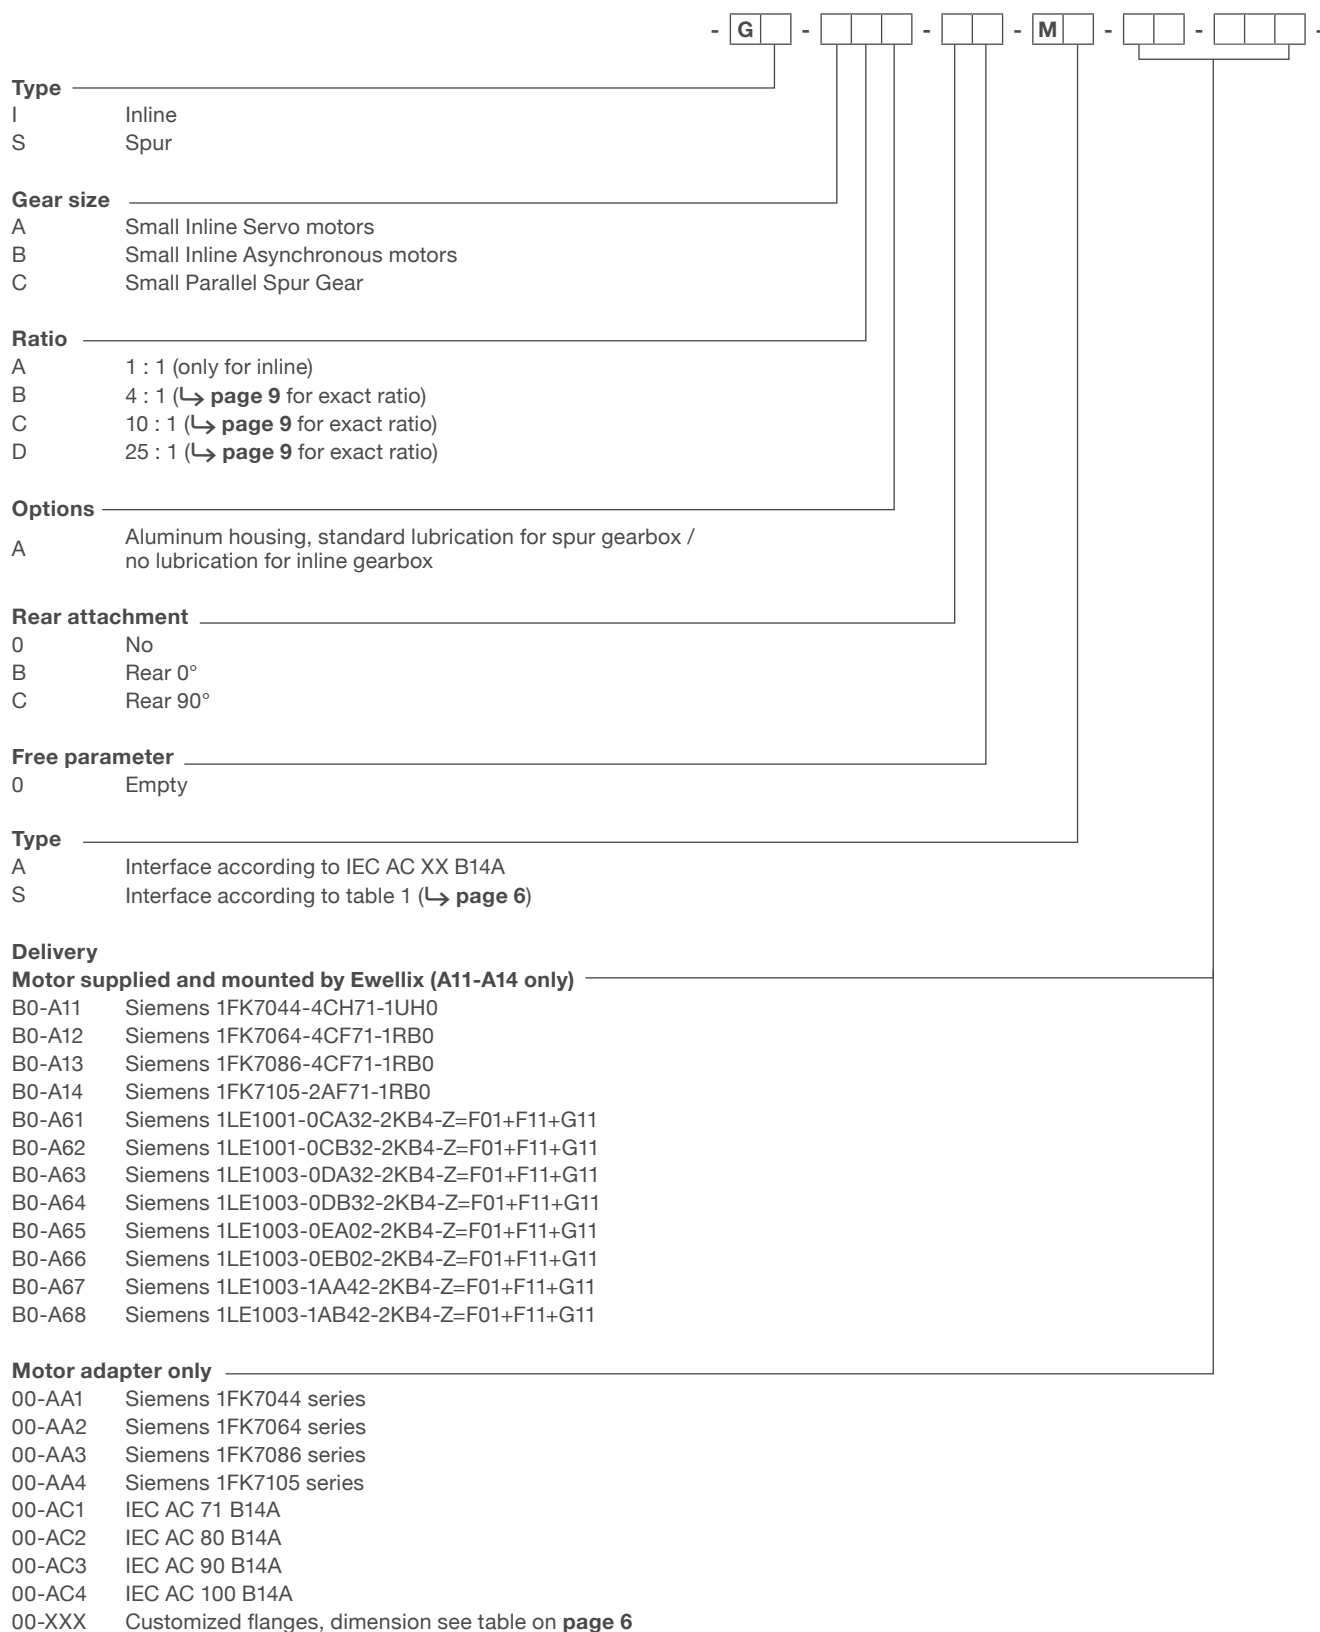 - G - - - M - - -
Type
I Inline
S Spur
Gear size
A Small Inline Servo motors
B Small Inline Asynchronous motors
C Small Parallel Spur Gear
Ratio
A 1 : 1 (only for inline)
B 4 : 1 (↳ page 9 for exact ratio)
C 10 : 1 (↳ page 9 for exact ratio)
D 25 : 1 (↳ page 9 for exact ratio)
Options
A Aluminum housing, standard lubrication for spur gearbox /
no lubrication for inline gearbox
Rear attachment
0 No
B Rear 0°
C Rear 90°
Free parameter
0 Empty
Type
A Interface according to IEC AC XX B14A
S Interface according to table 1 (↳ page 6)
Delivery
Motor supplied and mounted by Ewellix (A11-A14 only)
B0-A11 Siemens 1FK7044-4CH71-1UH0
B0-A12 Siemens 1FK7064-4CF71-1RB0
B0-A13 Siemens 1FK7086-4CF71-1RB0
B0-A14 Siemens 1FK7105-2AF71-1RB0
B0-A61 Siemens 1LE1001-0CA32-2KB4-Z=F01+F11+G11
B0-A62 Siemens 1LE1001-0CB32-2KB4-Z=F01+F11+G11
B0-A63 Siemens 1LE1003-0DA32-2KB4-Z=F01+F11+G11
B0-A64 Siemens 1LE1003-0DB32-2KB4-Z=F01+F11+G11
B0-A65 Siemens 1LE1003-0EA02-2KB4-Z=F01+F11+G11
B0-A66 Siemens 1LE1003-0EB02-2KB4-Z=F01+F11+G11
B0-A67 Siemens 1LE1003-1AA42-2KB4-Z=F01+F11+G11
B0-A68 Siemens 1LE1003-1AB42-2KB4-Z=F01+F11+G11
Motor adapter only
00-AA1 Siemens 1FK7044 series
00-AA2 Siemens 1FK7064 series
00-AA3 Siemens 1FK7086 series
00-AA4 Siemens 1FK7105 series
00-AC1 IEC AC 71 B14A
00-AC2 IEC AC 80 B14A
00-AC3 IEC AC 90 B14A
00-AC4 IEC AC 100 B14A
00-XXX Customized flanges, dimension see table on page 6